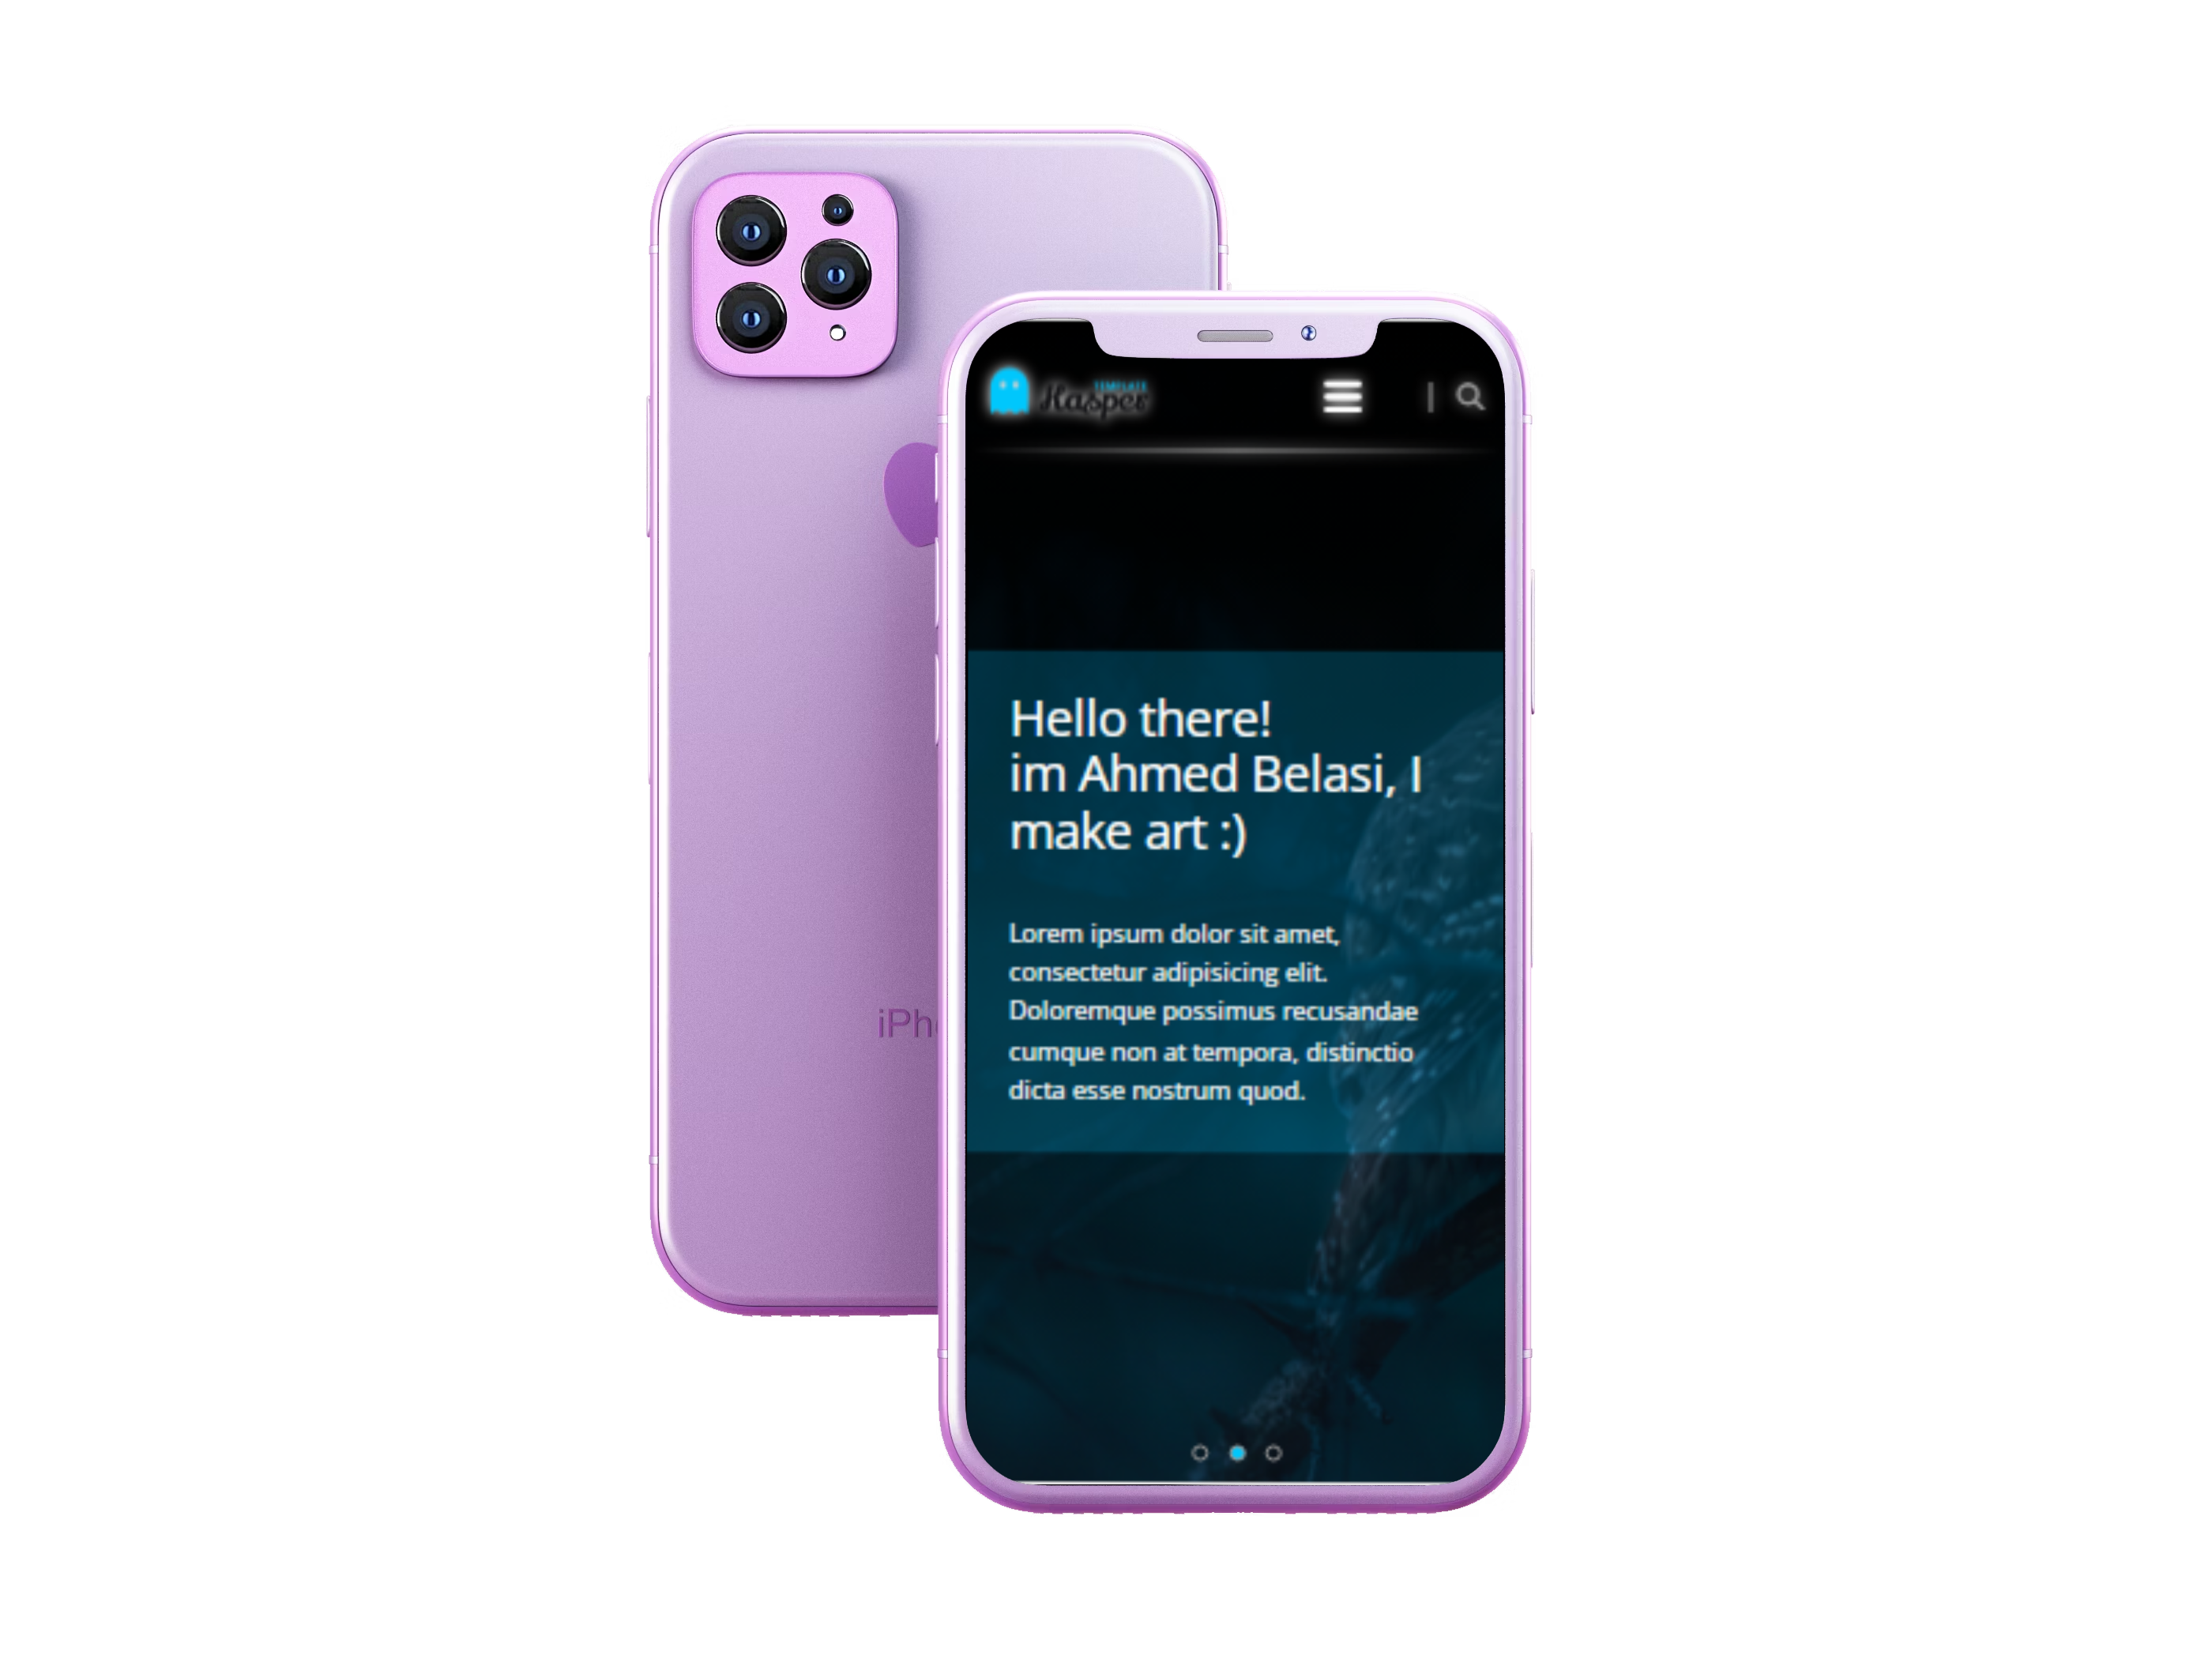 TEMPLATE
Kasper
Hello there!
im Ahmed Belasi, I
make art :)
Lorem ipsum dolor sit amet,
consectetur adipisicing elit.
Doloremque possimus recusandae
cumque non at tempora, distinctio
dicta esse nostrum quod.